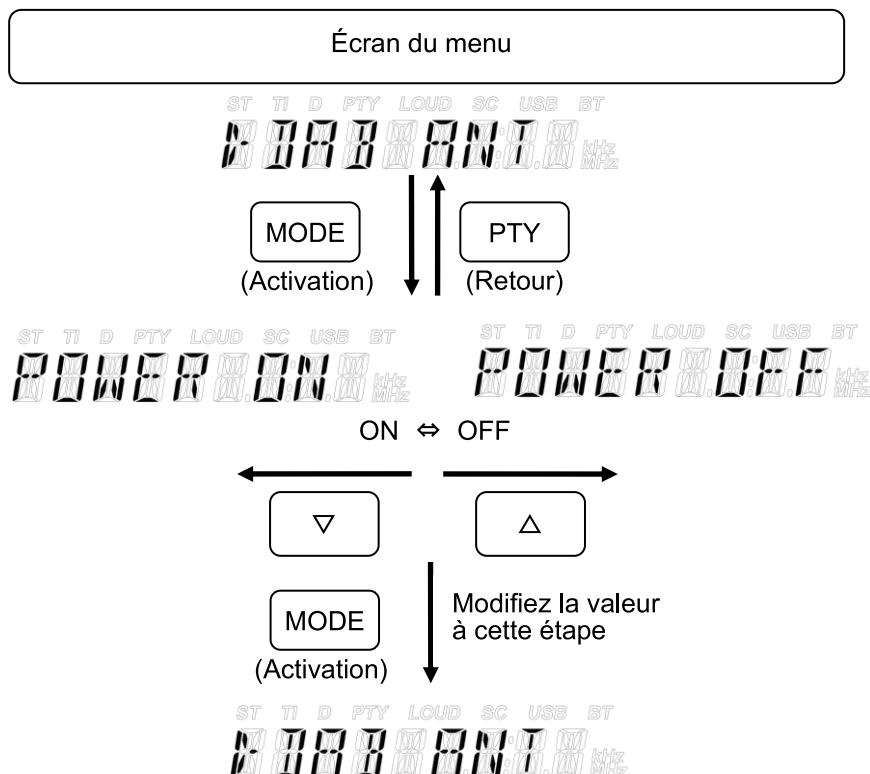 Écran du menu
ST TI D PTY LOUD SC USB BT
DAB ANT
kHz
MHz
MODE
PTY
(Activation)
(Retour)
ST TI D PTY LOUD SC USB BT
ST TI D PTY LOUD SC USB BT
POWER ON
kHz
MHz
POWER OFF
kHz
MHz
ON ⇔ OFF
▽
△
MODE
Modifiez la valeur
à cette étape
(Activation)
ST TI D PTY LOUD SC USB BT
DAB ANT
kHz
MHz